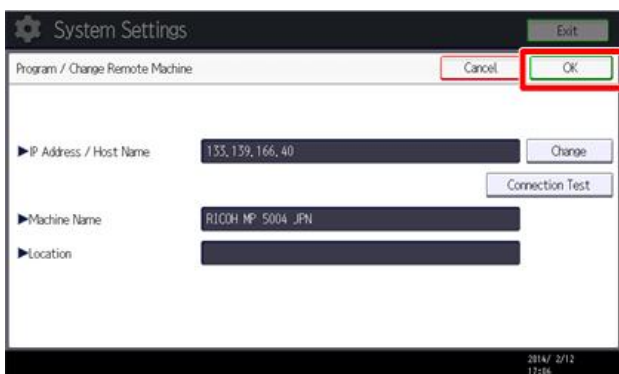 System Settings
Exit
Program / Change Remote Machine
Cancel
OK
▶IP Address / Host Name
133,139,166,40
Change
Connection Test
▶Machine Name
RICOH MP 5004 JPN
▶Location
2014/ 2/12
17:06